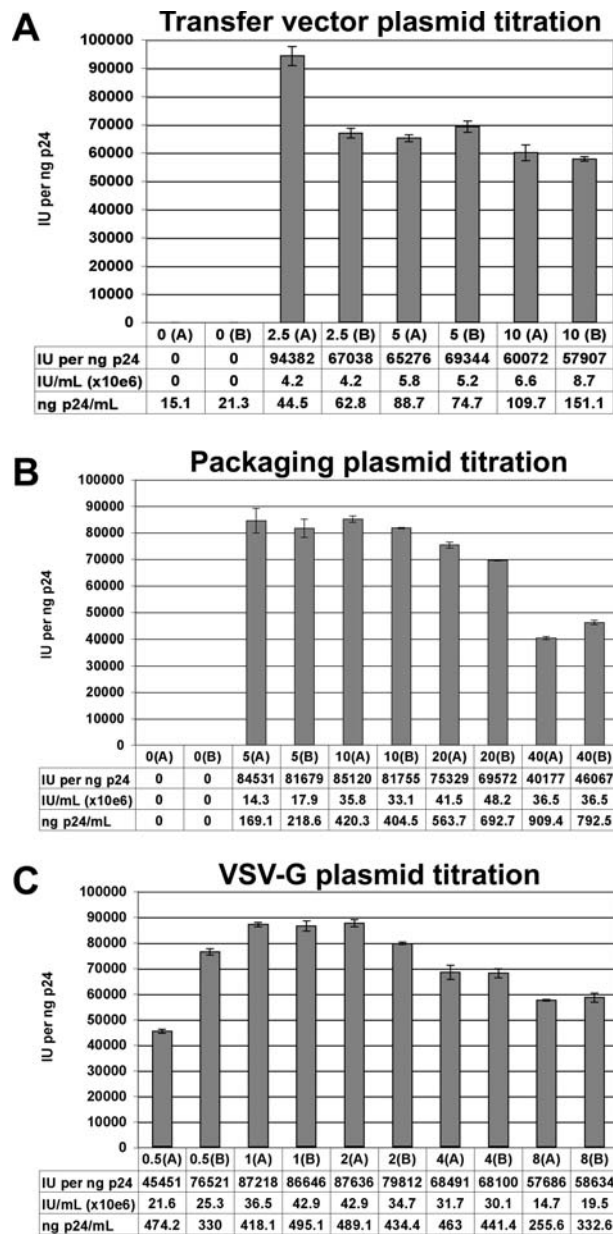 A
Transfer vector plasmid titration
100000
90000
80000
70000
60000
50000
40000
30000
20000
10000
0
IU per ng p24
0 (A) 0 (B) 2.5 (A) 2.5 (B) 5 (A) 5 (B) 10 (A) 10 (B)
IU per ng p24 0 0 94382 67038 65276 69344 60072 57907
IU/mL (x10e6) 0 0 4.2 4.2 5.8 5.2 6.6 8.7
ng p24/mL 15.1 21.3 44.5 62.8 88.7 74.7 109.7 151.1
B
Packaging plasmid titration
100000
90000
80000
70000
60000
50000
40000
30000
20000
10000
0
IU per ng p24
0(A) 0(B) 5(A) 5(B) 10(A) 10(B) 20(A) 20(B) 40(A) 40(B)
IU per ng p24 0 0 84531 81679 85120 81755 75329 69572 40177 46067
IU/mL (x10e6) 0 0 14.3 17.9 35.8 33.1 41.5 48.2 36.5 36.5
ng p24/mL 0 0 169.1 218.6 420.3 404.5 563.7 692.7 909.4 792.5
C
VSV-G plasmid titration
100000
90000
80000
70000
60000
50000
40000
30000
20000
10000
0
IU per ng p24
0.5(A) 0.5(B) 1(A) 1(B) 2(A) 2(B) 4(A) 4(B) 8(A) 8(B)
IU per ng p24 45451 76521 87218 86646 87636 79812 68491 68100 57686 58634
IU/mL (x10e6) 21.6 25.3 36.5 42.9 42.9 34.7 31.7 30.1 14.7 19.5
ng p24/mL 474.2 330 418.1 495.1 489.1 434.4 463 441.4 255.6 332.6